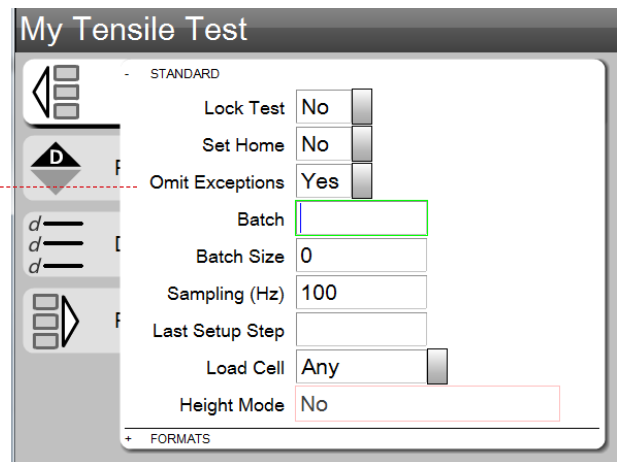 My Tensile Test
- STANDARD
Lock Test No
Set Home No
D
Omit Exceptions Yes
Batch
d
d
d
Batch Size 0
Sampling (Hz) 100
Last Setup Step
Load Cell Any
Height Mode No
+ FORMATS